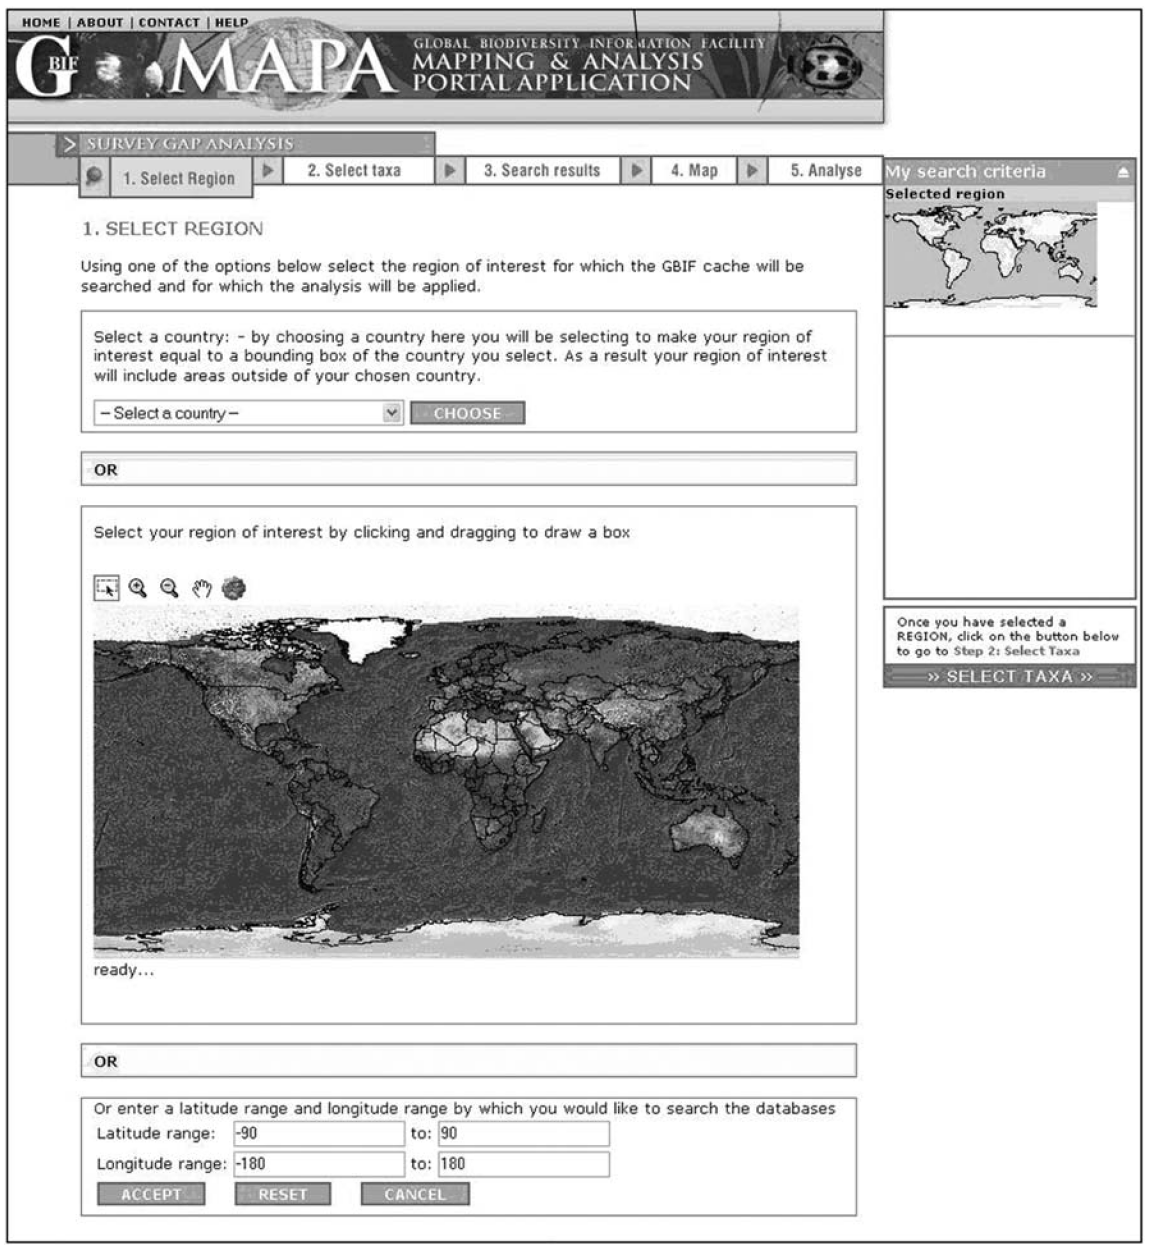 HOME | ABOUT | CONTACT | HELP
GBIF MAPA
GLOBAL BIODIVERSITY INFORMATION FACILITY
MAPPING & ANALYSIS
PORTAL APPLICATION
> SURVEY GAP ANALYSIS
1. Select Region
2. Select taxa
3. Search results
4. Map
5. Analyse
My search criteria
Selected region
1. SELECT REGION
Using one of the options below select the region of interest for which the GBIF cache will be
searched and for which the analysis will be applied.
Select a country: - by choosing a country here you will be selecting to make your region of
interest equal to a bounding box of the country you select. As a result your region of interest
will include areas outside of your chosen country.
-- Select a country --
CHOOSE
OR
Select your region of interest by clicking and dragging to draw a box
ready...
Once you have selected a
REGION, click on the button below
to go to Step 2: Select Taxa
» SELECT TAXA »
OR
Or enter a latitude range and longitude range by which you would like to search the databases
Latitude range: -90 to: 90
Longitude range: -180 to: 180
ACCEPT RESET CANCEL